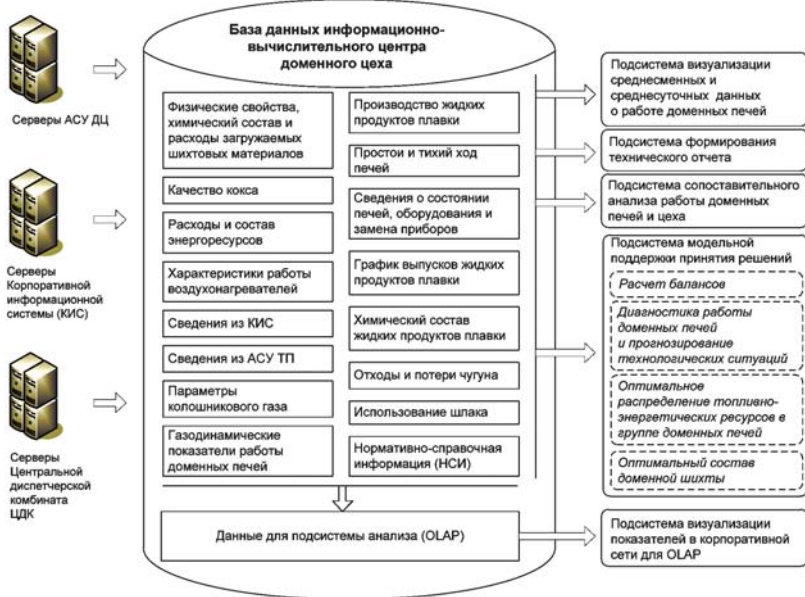 База данных информационно-
вычислительного центра
доменного цеха
Серверы АСУ ДЦ
Серверы
Корпоративной
информационной
системы (КИС)
Серверы
Центральной
диспетчерской
комбината
ЦДК
Физические свойства,
химический состав и
расходы загружаемых
шихтовых материалов
Качество кокса
Расходы и состав
энергоресурсов
Характеристики работы
воздухонагревателей
Сведения из КИС
Сведения из АСУ ТП
Параметры
колошникового газа
Газодинамические
показатели работы
доменных печей
Производство жидких
продуктов плавки
Простои и тихий ход
печей
Сведения о состоянии
печей, оборудования и
замена приборов
График выпусков жидких
продуктов плавки
Химический состав
жидких продуктов плавки
Отходы и потери чугуна
Использование шлака
Нормативно-справочная
информация (НСИ)
Данные для подсистемы анализа (OLAP)
Подсистема визуализации
среднесменных и
среднесуточных данных
о работе доменных печей
Подсистема формирования
технического отчета
Подсистема сопоставительного
анализа работы доменных
печей и цеха
Подсистема модельной
поддержки принятия решений
Расчет балансов
Диагностика работы
доменных печей
и прогнозирование
технологических ситуаций
Оптимальное
распределение топливно-
энергетических ресурсов в
группе доменных печей
Оптимальный состав
доменной шихты
Подсистема визуализации
показателей в корпоративной
сети для OLAP